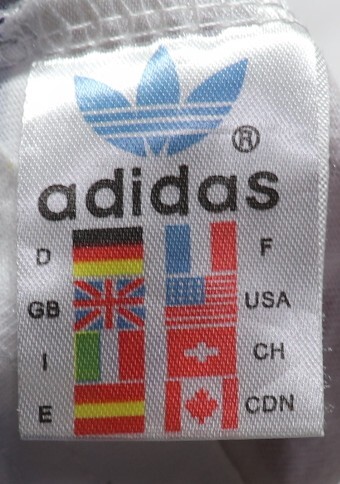 ®
adidas
D F
GB USA
I CH
E CDN